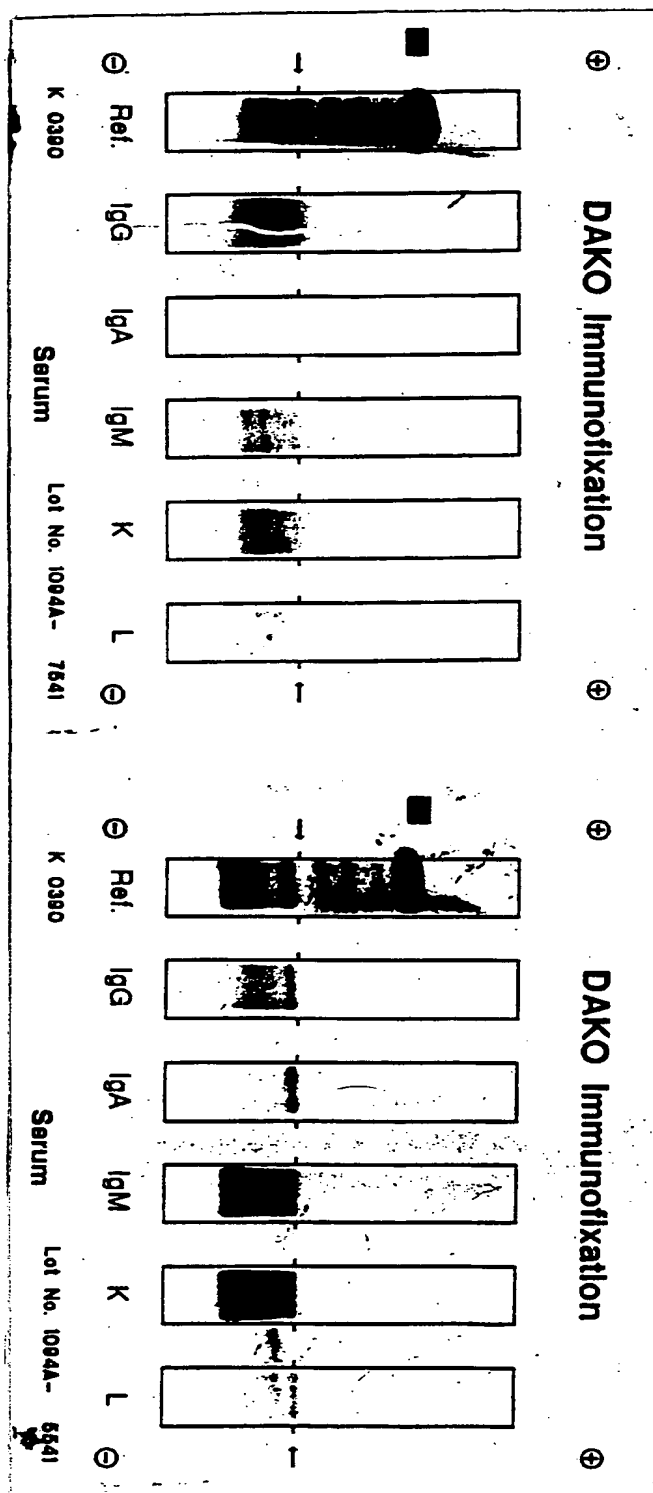 ⊕ ⊕
DAKO Immunofixation
⊖ Ref. IgG IgA IgM K L ⊖
K 0390 Serum Lot No. 1094A- 7541
⊕ ⊕
DAKO Immunofixation
⊖ Ref. IgG IgA IgM K L ⊖
K 0390 Serum Lot No. 1094A-